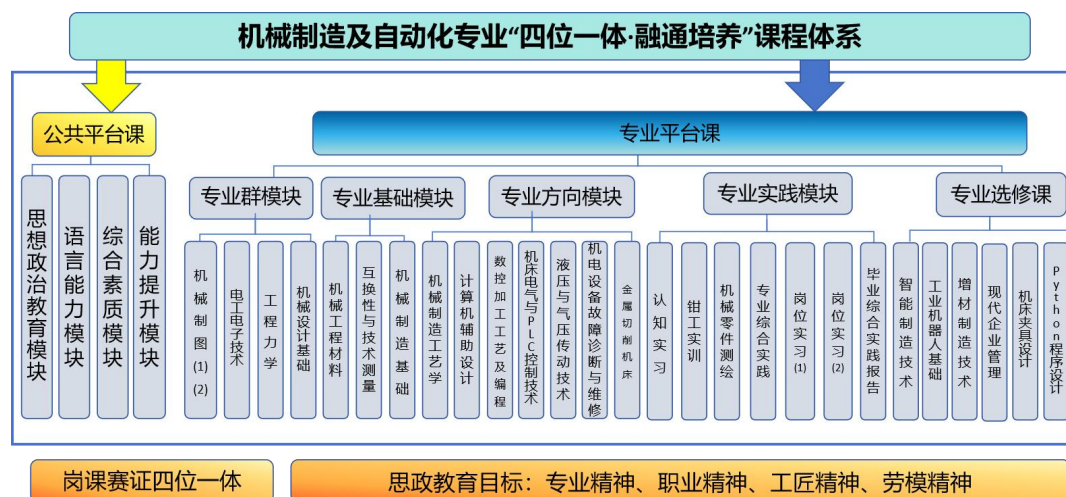 机械制造及自动化专业“四位一体·融通培养”课程体系
公共平台课
专业平台课
思想政治教育模块
语言能力模块
综合素质模块
能力提升模块
专业群模块
专业基础模块
专业方向模块
专业实践模块
专业选修课
机械制图(1)(2)
电工电子技术
工程力学
机械设计基础
机械工程材料
互换性与技术测量
机械制造基础
机械制造工艺学
计算机辅助设计
数控加工工艺及编程
机床电气与PLC控制技术
液压与气压传动技术
机电设备故障诊断与维修
金属切削机床
认知实习
钳工实训
机械零件测绘
专业综合实践
岗位实习(1)
岗位实习(2)
毕业综合实践报告
智能制造技术
工业机器人基础
增材制造技术
现代企业管理
机床夹具设计
Python程序设计
岗课赛证四位一体
思政教育目标：专业精神、职业精神、工匠精神、劳模精神